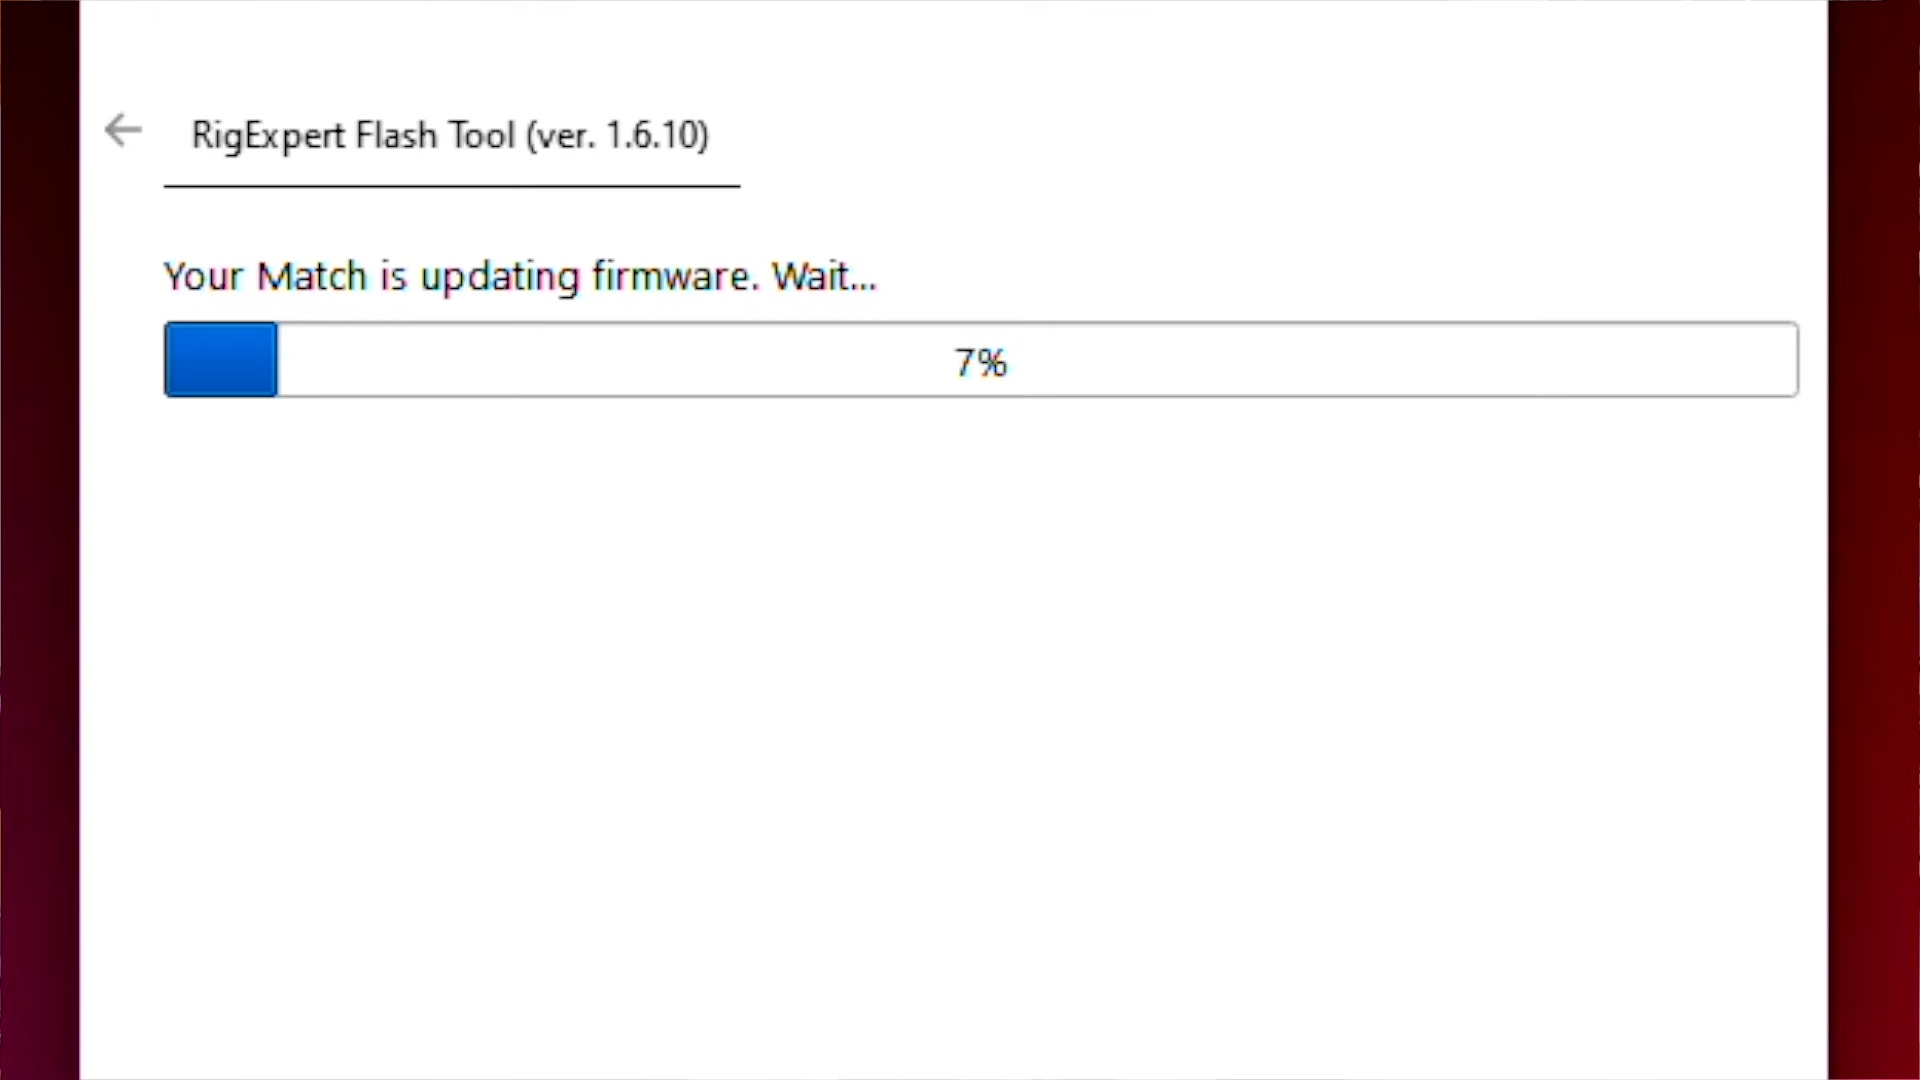 RigExpert Flash Tool (ver. 1.6.10)
Your Match is updating firmware. Wait...
7%